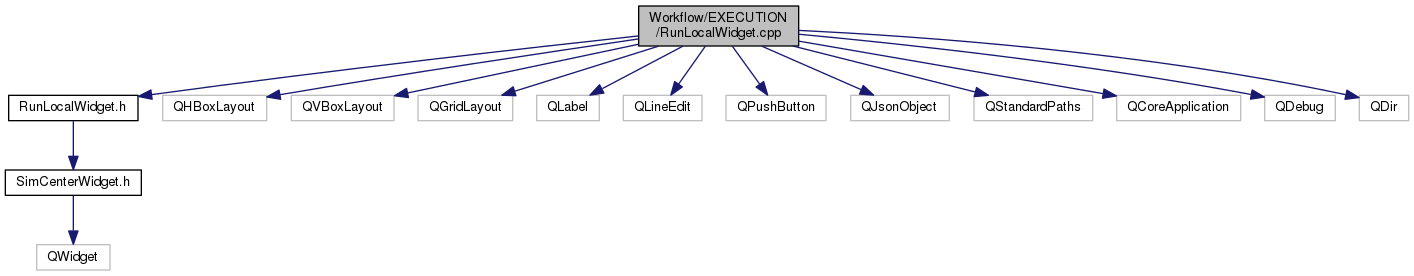 Workflow/EXECUTION
/RunLocalWidget.cpp
RunLocalWidget.h
QHBoxLayout
QVBoxLayout
QGridLayout
QLabel
QLineEdit
QPushButton
QJsonObject
QStandardPaths
QCoreApplication
QDebug
QDir
SimCenterWidget.h
QWidget